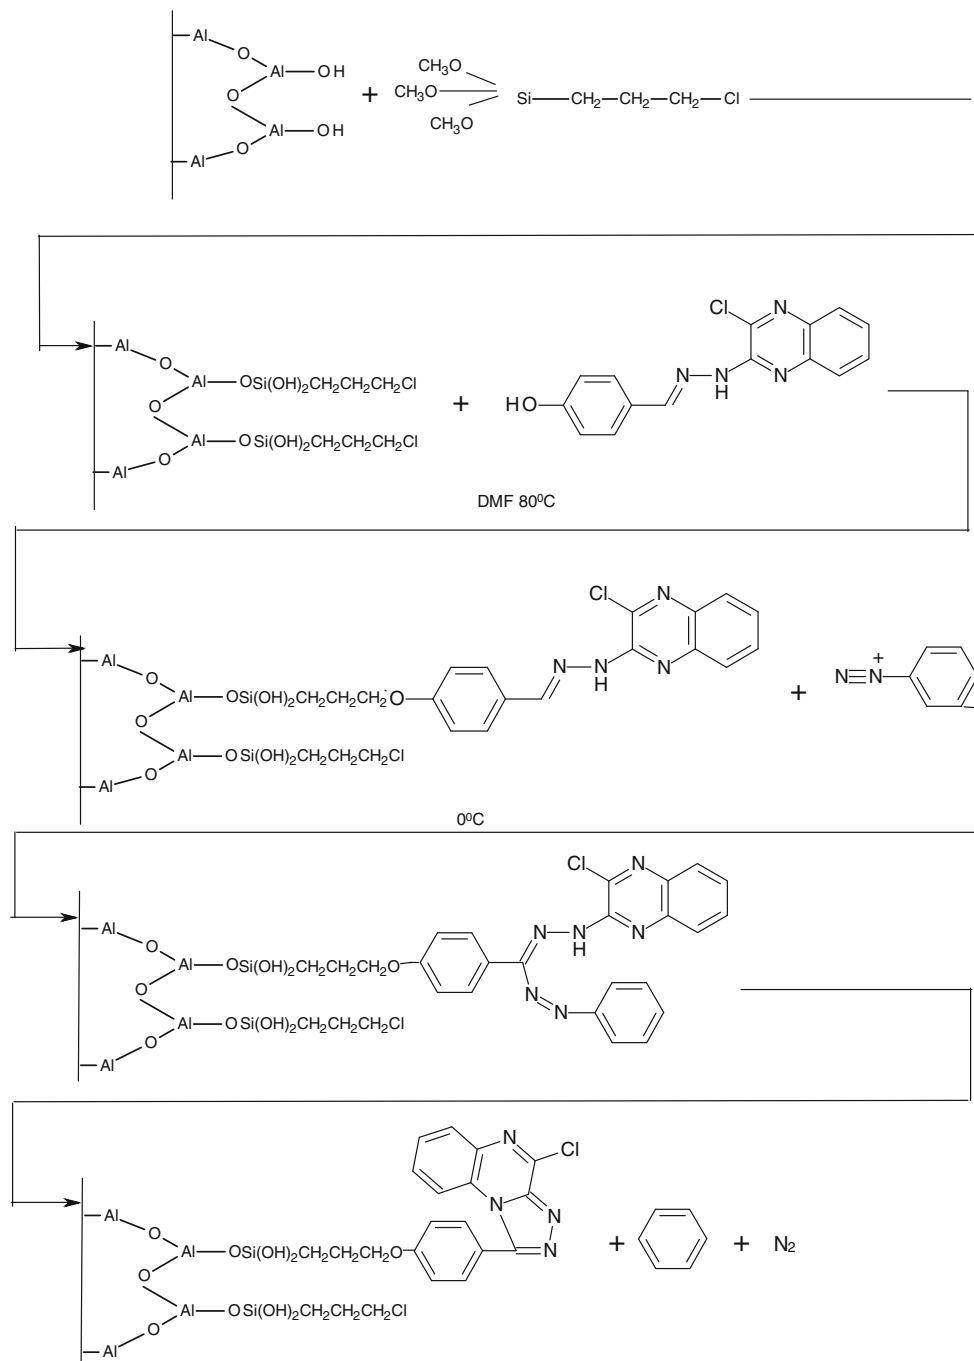 Al
O
Al—OH
O
Al—OH
O
Al
+
CH3O
CH3O
CH3O
Si—CH2—CH2—CH2—Cl
Al
O
Al—OSi(OH)2CH2CH2CH2Cl
O
Al—OSi(OH)2CH2CH2CH2Cl
O
Al
+
HO
N
N
H
Cl
N
N
DMF 80⁰C
Al
O
Al—OSi(OH)2CH2CH2CH2O
O
Al—OSi(OH)2CH2CH2CH2Cl
O
Al
N
N
H
Cl
N
N
+
N≡N+
0⁰C
Al
O
Al—OSi(OH)2CH2CH2CH2O
O
Al—OSi(OH)2CH2CH2CH2Cl
O
Al
N
N
H
Cl
N
N
N=N
Al
O
Al—OSi(OH)2CH2CH2CH2O
O
Al—OSi(OH)2CH2CH2CH2Cl
O
Al
N
Cl
N
N
N
+
+
N2